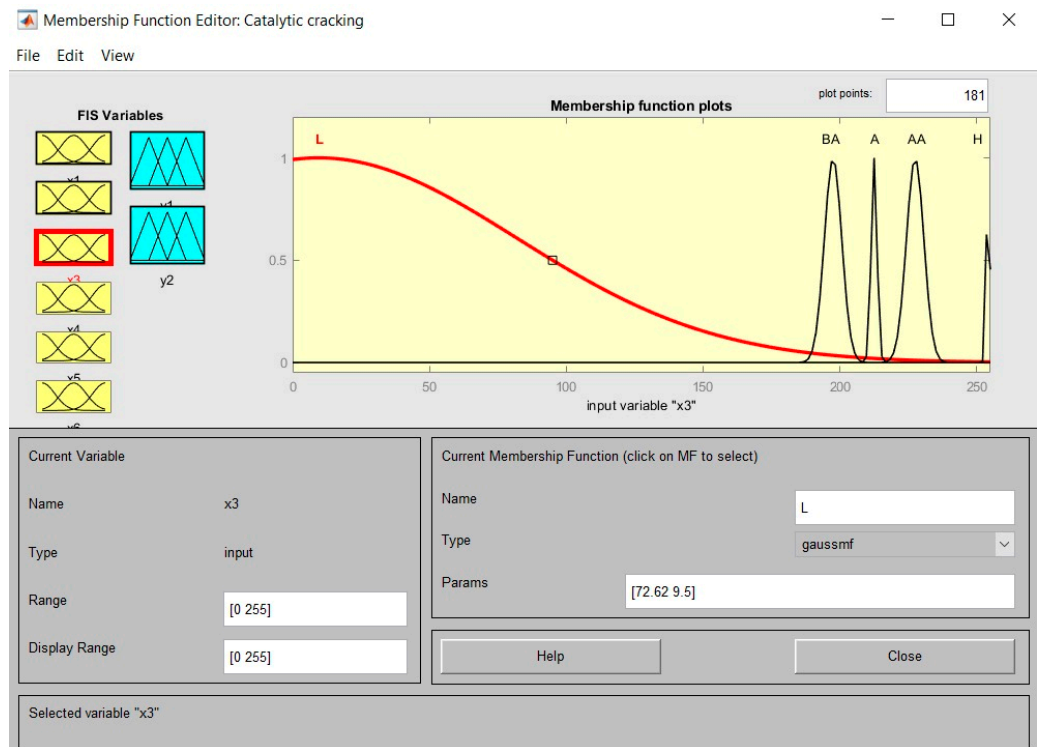 Membership Function Editor: Catalytic cracking
File Edit View
FIS Variables
x3
x4
x5
y2
Membership function plots
plot points:
181
L
BA
A
AA
H
1
0.5
0
0
50
100
150
200
250
input variable "x3"
Current Variable
Name
x3
Type
input
Range
[0 255]
Display Range
[0 255]
Current Membership Function (click on MF to select)
Name
L
Type
gaussmf
Params
[72.62 9.5]
Help
Close
Selected variable "x3"